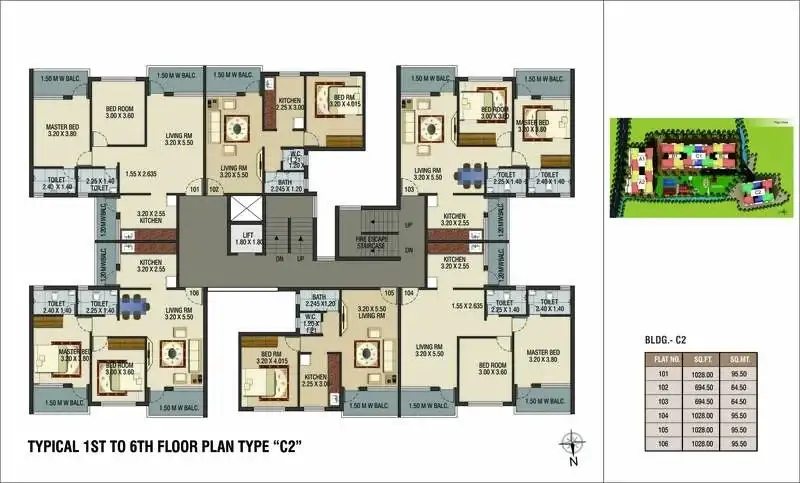 1.50 M W BALC.
1.50 M W BALC.
1.50 M W BALC.
1.50 M W BALC.
MASTER BED
3.20 X 3.80
BED ROOM
3.00 X 3.60
LIVING RM
3.20 X 5.50
LIVING RM
3.20 X 5.50
KITCHEN
2.25 X 3.00
BED RM
3.20 X 4.015
LIVING RM
3.20 X 5.50
BED ROOM
3.00 X 3.60
MASTER BED
3.20 X 3.80
W.C.
1.21 X
1.20
BATH
2.245 X1.20
TOILET
2.40 X 1.40
2.25 X 1.40
TOILET
1.55 X 2.635
101
102
103
TOILET
2.25 X 1.40
TOILET
2.40 X 1.40
1.20 M W BALC.
3.20 X 2.55
KITCHEN
LIFT
1.80 X 1.80
DN
UP
FIRE ESCAPE
STAIRCASE
UP
DN
KITCHEN
3.20 X 2.55
1.20 M W BALC.
1.20 M W BALC.
KITCHEN
3.20 X 2.55
KITCHEN
3.20 X 2.55
1.20 M W BALC.
106
105
104
TOILET
2.40 X 1.40
TOILET
2.25 X 1.40
LIVING RM
3.20 X 5.50
BATH
2.245 X1.20
W.C.
1.20 X
1.21
3.20 X 5.50
LIVING RM
1.55 X 2.635
TOILET
2.25 X 1.40
TOILET
2.40 X 1.40
MASTER BED
3.20 X 3.80
BED ROOM
3.00 X 3.60
BED RM
3.20 X 4.015
KITCHEN
2.25 X 3.00
LIVING RM
3.20 X 5.50
BED ROOM
3.00 X 3.60
MASTER BED
3.20 X 3.80
1.50 M W BALC.
1.50 M W BALC.
1.50 M W BALC.
1.50 M W BALC.
1.50 M W BALC.
TYPICAL 1ST TO 6TH FLOOR PLAN TYPE “C2”
N
A1
A2
C1
C2
BLDG.- C2
FLAT NO. SQ.FT. SQ.MT.
101 1028.00 95.50
102 694.50 64.50
103 694.50 64.50
104 1028.00 95.50
105 1028.00 95.50
106 1028.00 95.50